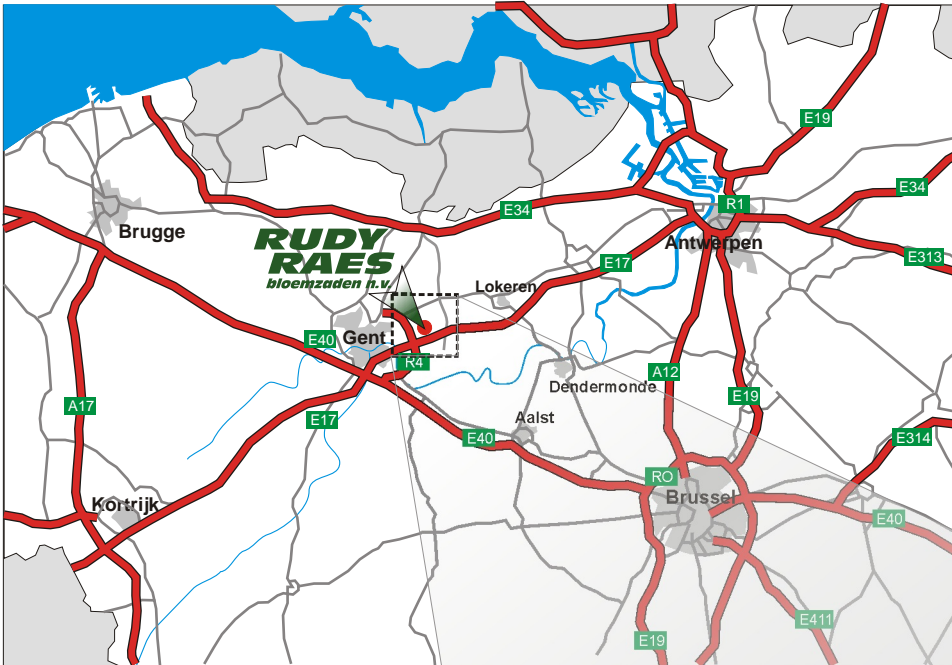 E19
E34
R1
E34
Brugge
Antwerpen
RUDY
RAES
bloemzaden n.v.
E17
E313
Lokeren
E40
Gent
R4
A12
Dendermonde
E19
A17
E17
Aalst
E40
E314
RO
Brussel
Kortrijk
E40
E411
E19